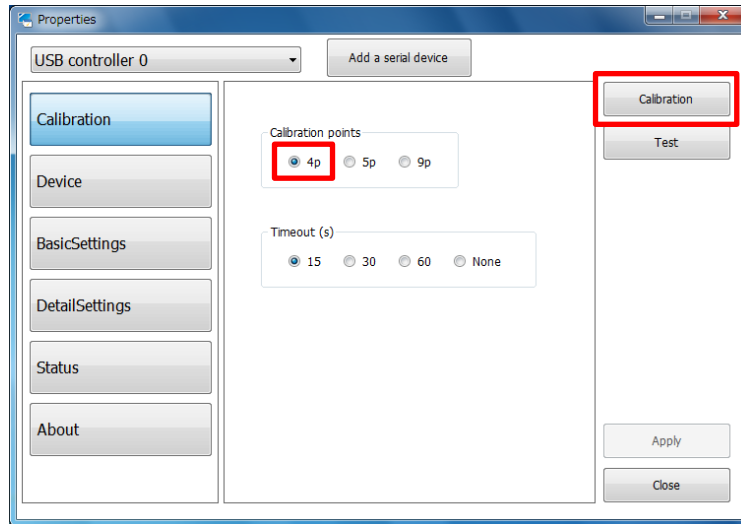 Properties
USB controller 0
Add a serial device
Calibration
Device
BasicSettings
DetailSettings
Status
About
Calibration points
4p 5p 9p
Timeout (s)
15 30 60 None
Calibration
Test
Apply
Close